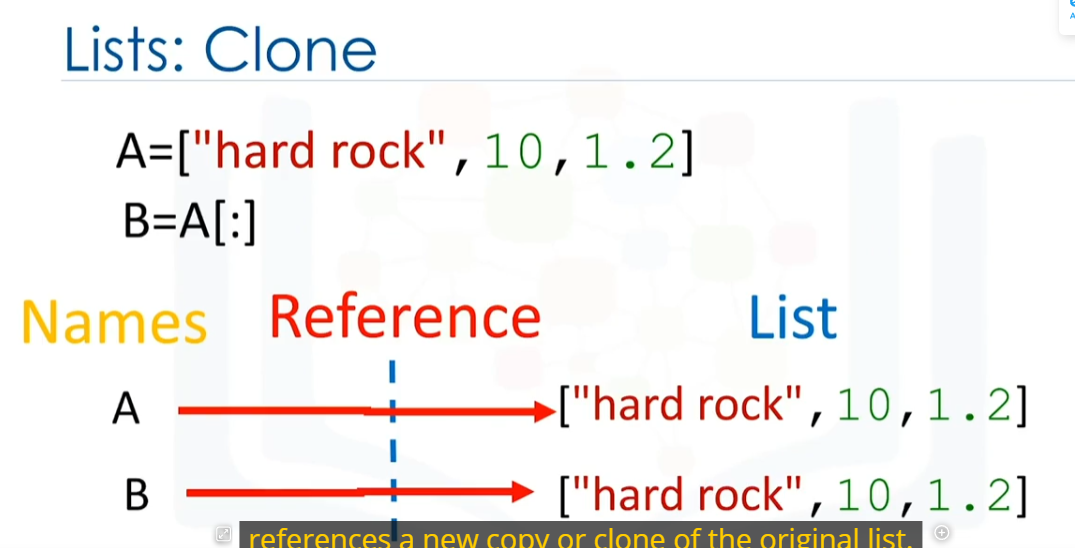 Lists: Clone
A=["hard rock",10,1.2]
B=A[:]
Names Reference List
A ["hard rock",10,1.2]
B ["hard rock",10,1.2]
references a new copy or clone of the original list.